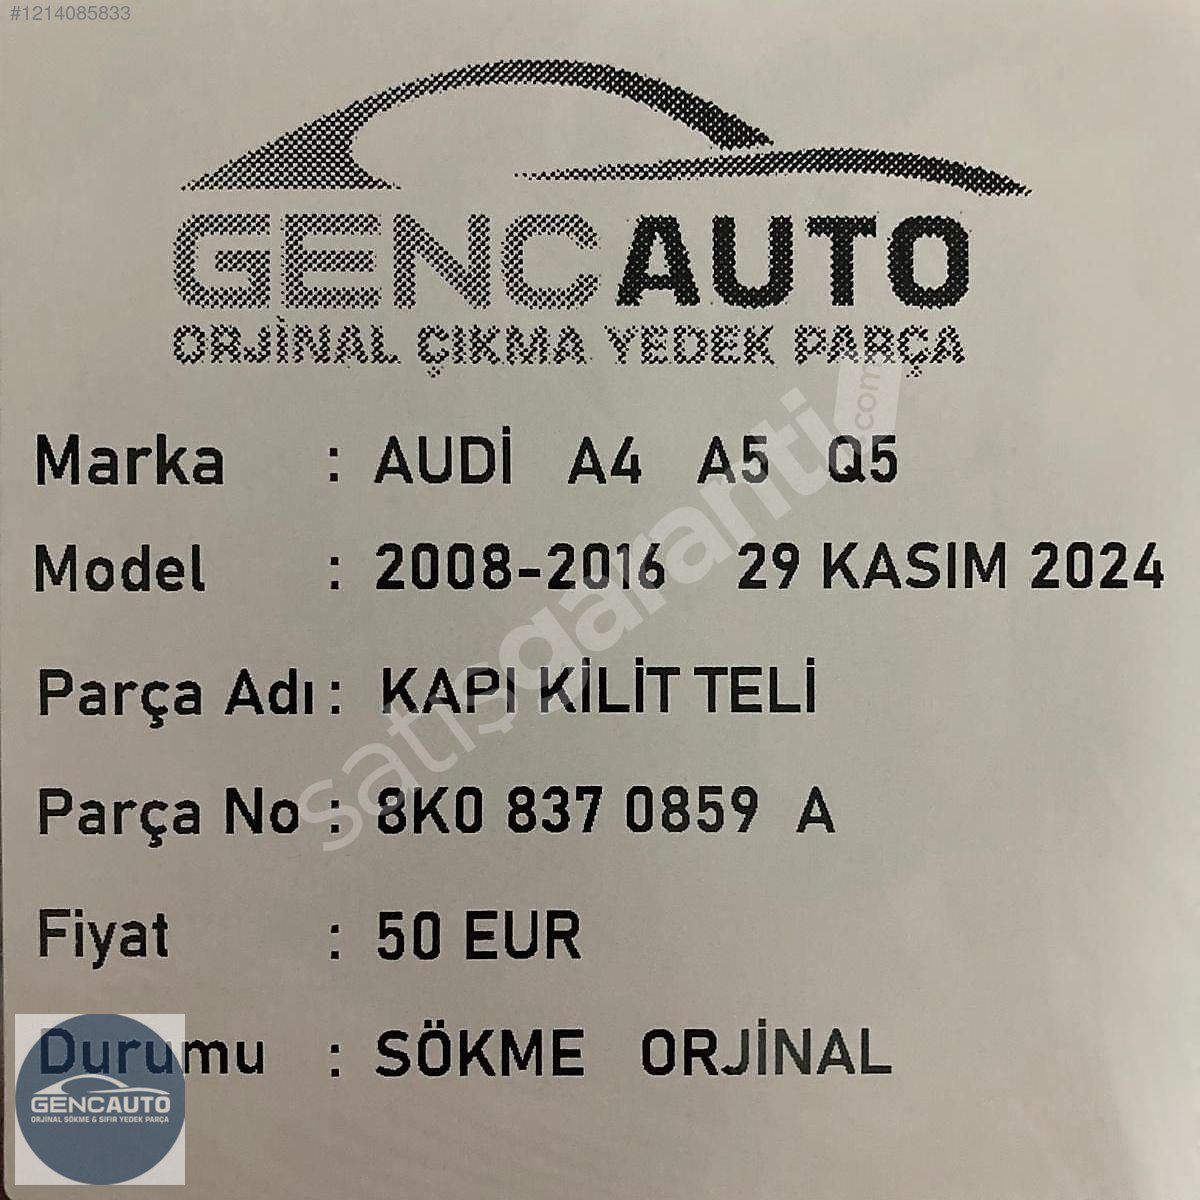 #1214085833
GENCAUTO
ORJİNAL ÇIKMA YEDEK PARÇA
Marka : AUDİ A4 A5 Q5
Model : 2008-2016 29 KASIM 2024
Parça Adı : KAPI KİLİT TELİ
Parça No : 8K0 837 0859 A
Fiyat : 50 EUR
Durumu : SÖKME ORJİNAL
satışgaranti.com
GENCAUTO
ORJİNAL SÖKME & SIFIR YEDEK PARÇA